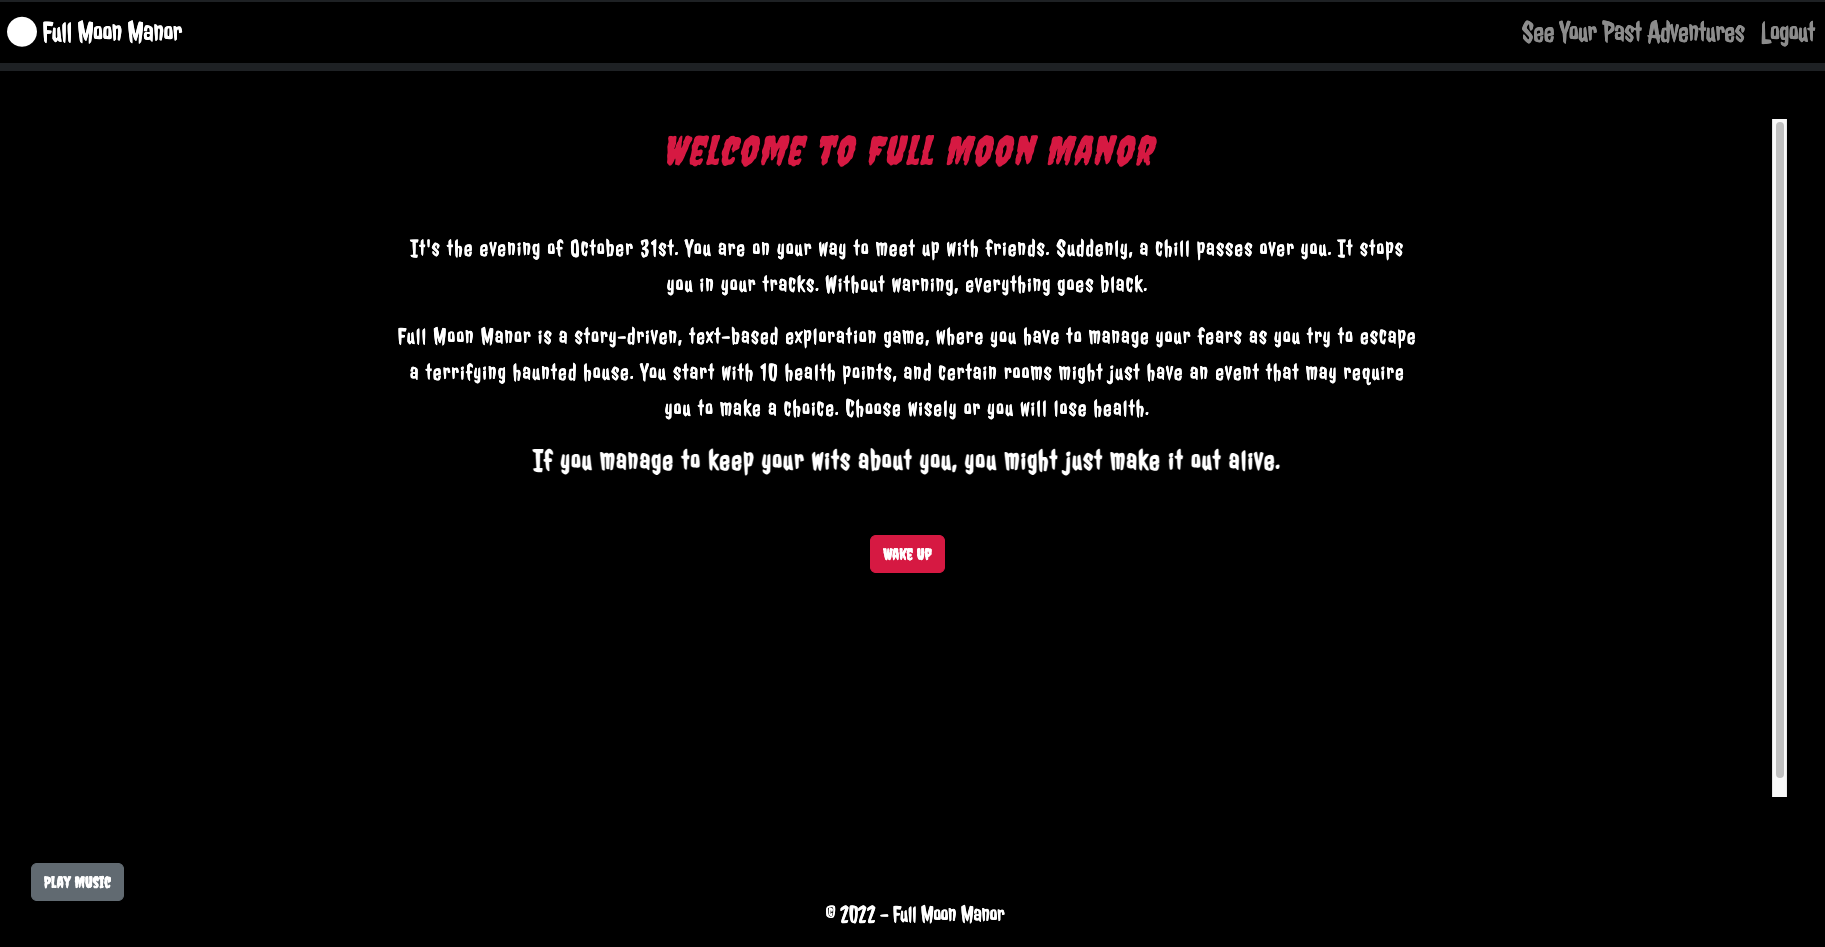 Full Moon Manor
See Your Past Adventures Logout
WELCOME TO FULL MOON MANOR
It's the evening of October 31st. You are on your way to meet up with friends. Suddenly, a chill passes over you. It stops
you in your tracks. Without warning, everything goes black.
Full Moon Manor is a story-driven, text-based exploration game, where you have to manage your fears as you try to escape
a terrifying haunted house. You start with 10 health points, and certain rooms might just have an event that may require
you to make a choice. Choose wisely or you will lose health.
If you manage to keep your wits about you, you might just make it out alive.
WAKE UP
PLAY MUSIC
© 2022 - Full Moon Manor